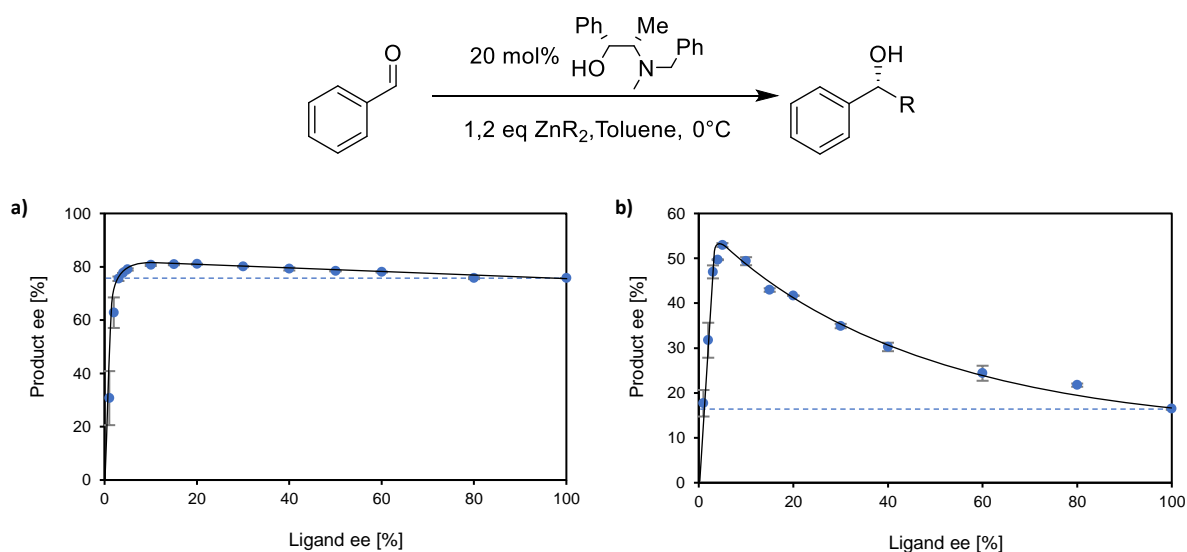 Ph
Me
20 mol%
HO
N
Ph
O
1,2 eq ZnR₂,Toluene, 0°C
OH
R
a)
Product ee [%]
100
80
60
40
20
0
0 20 40 60 80 100
Ligand ee [%]
b)
Product ee [%]
60
50
40
30
20
10
0
0 20 40 60 80 100
Ligand ee [%]